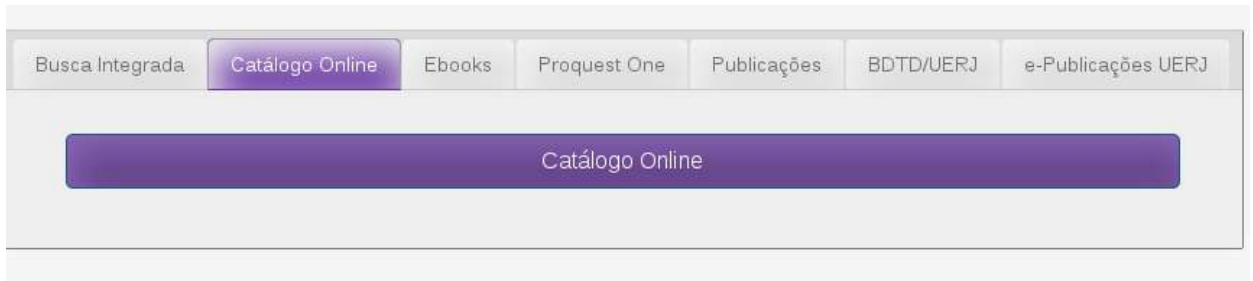 Busca Integrada Catálogo Online Ebooks Proquest One Publicações BDTD/UERJ e-Publicações UERJ
Catálogo Online